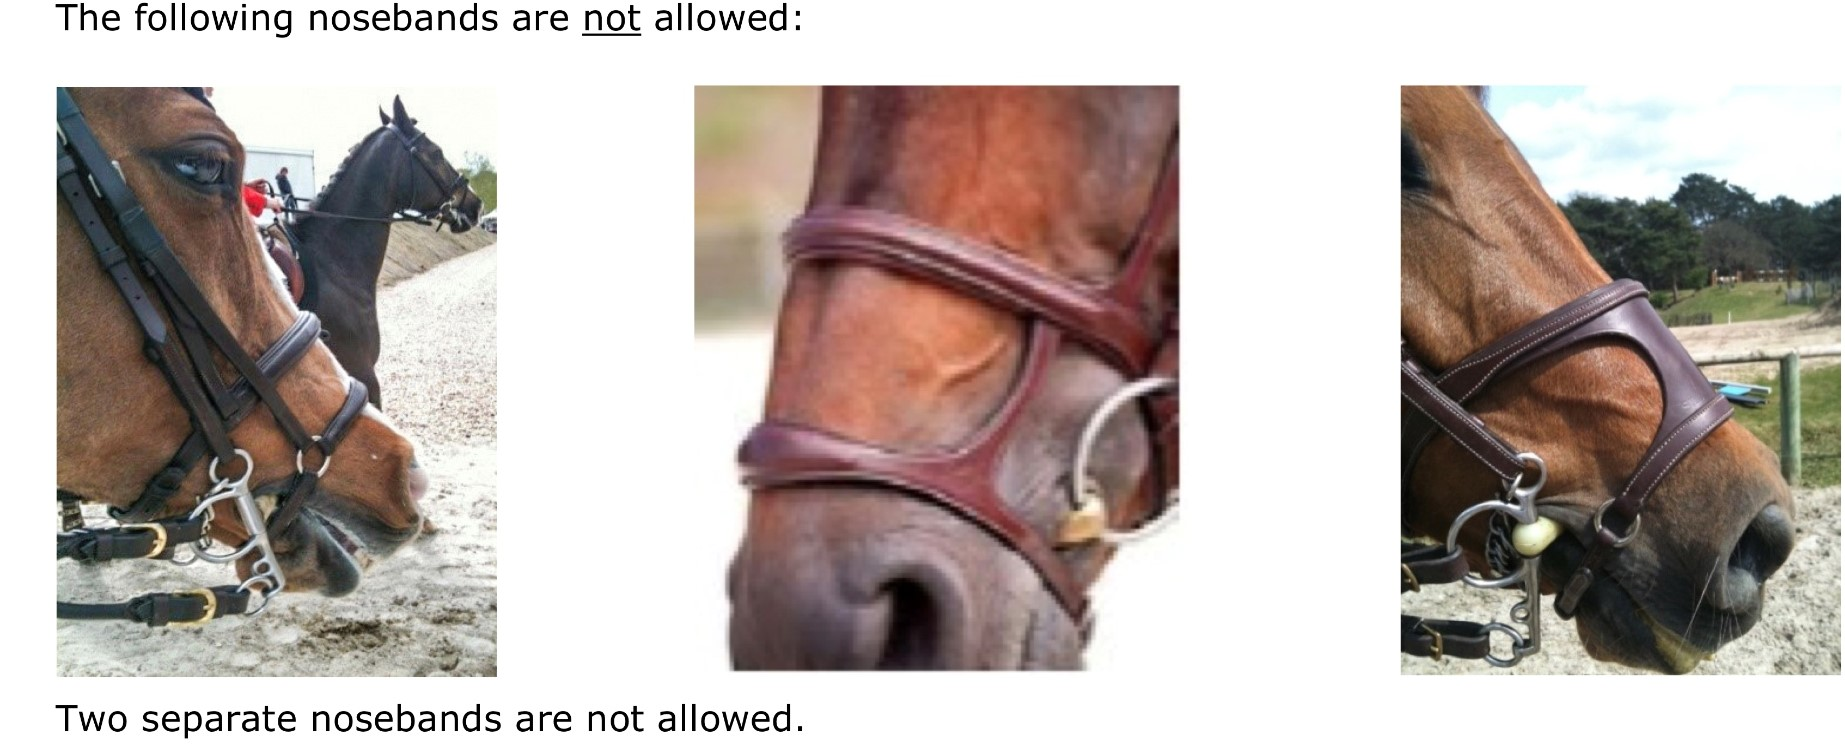 The following nosebands are not allowed:
Two separate nosebands are not allowed.